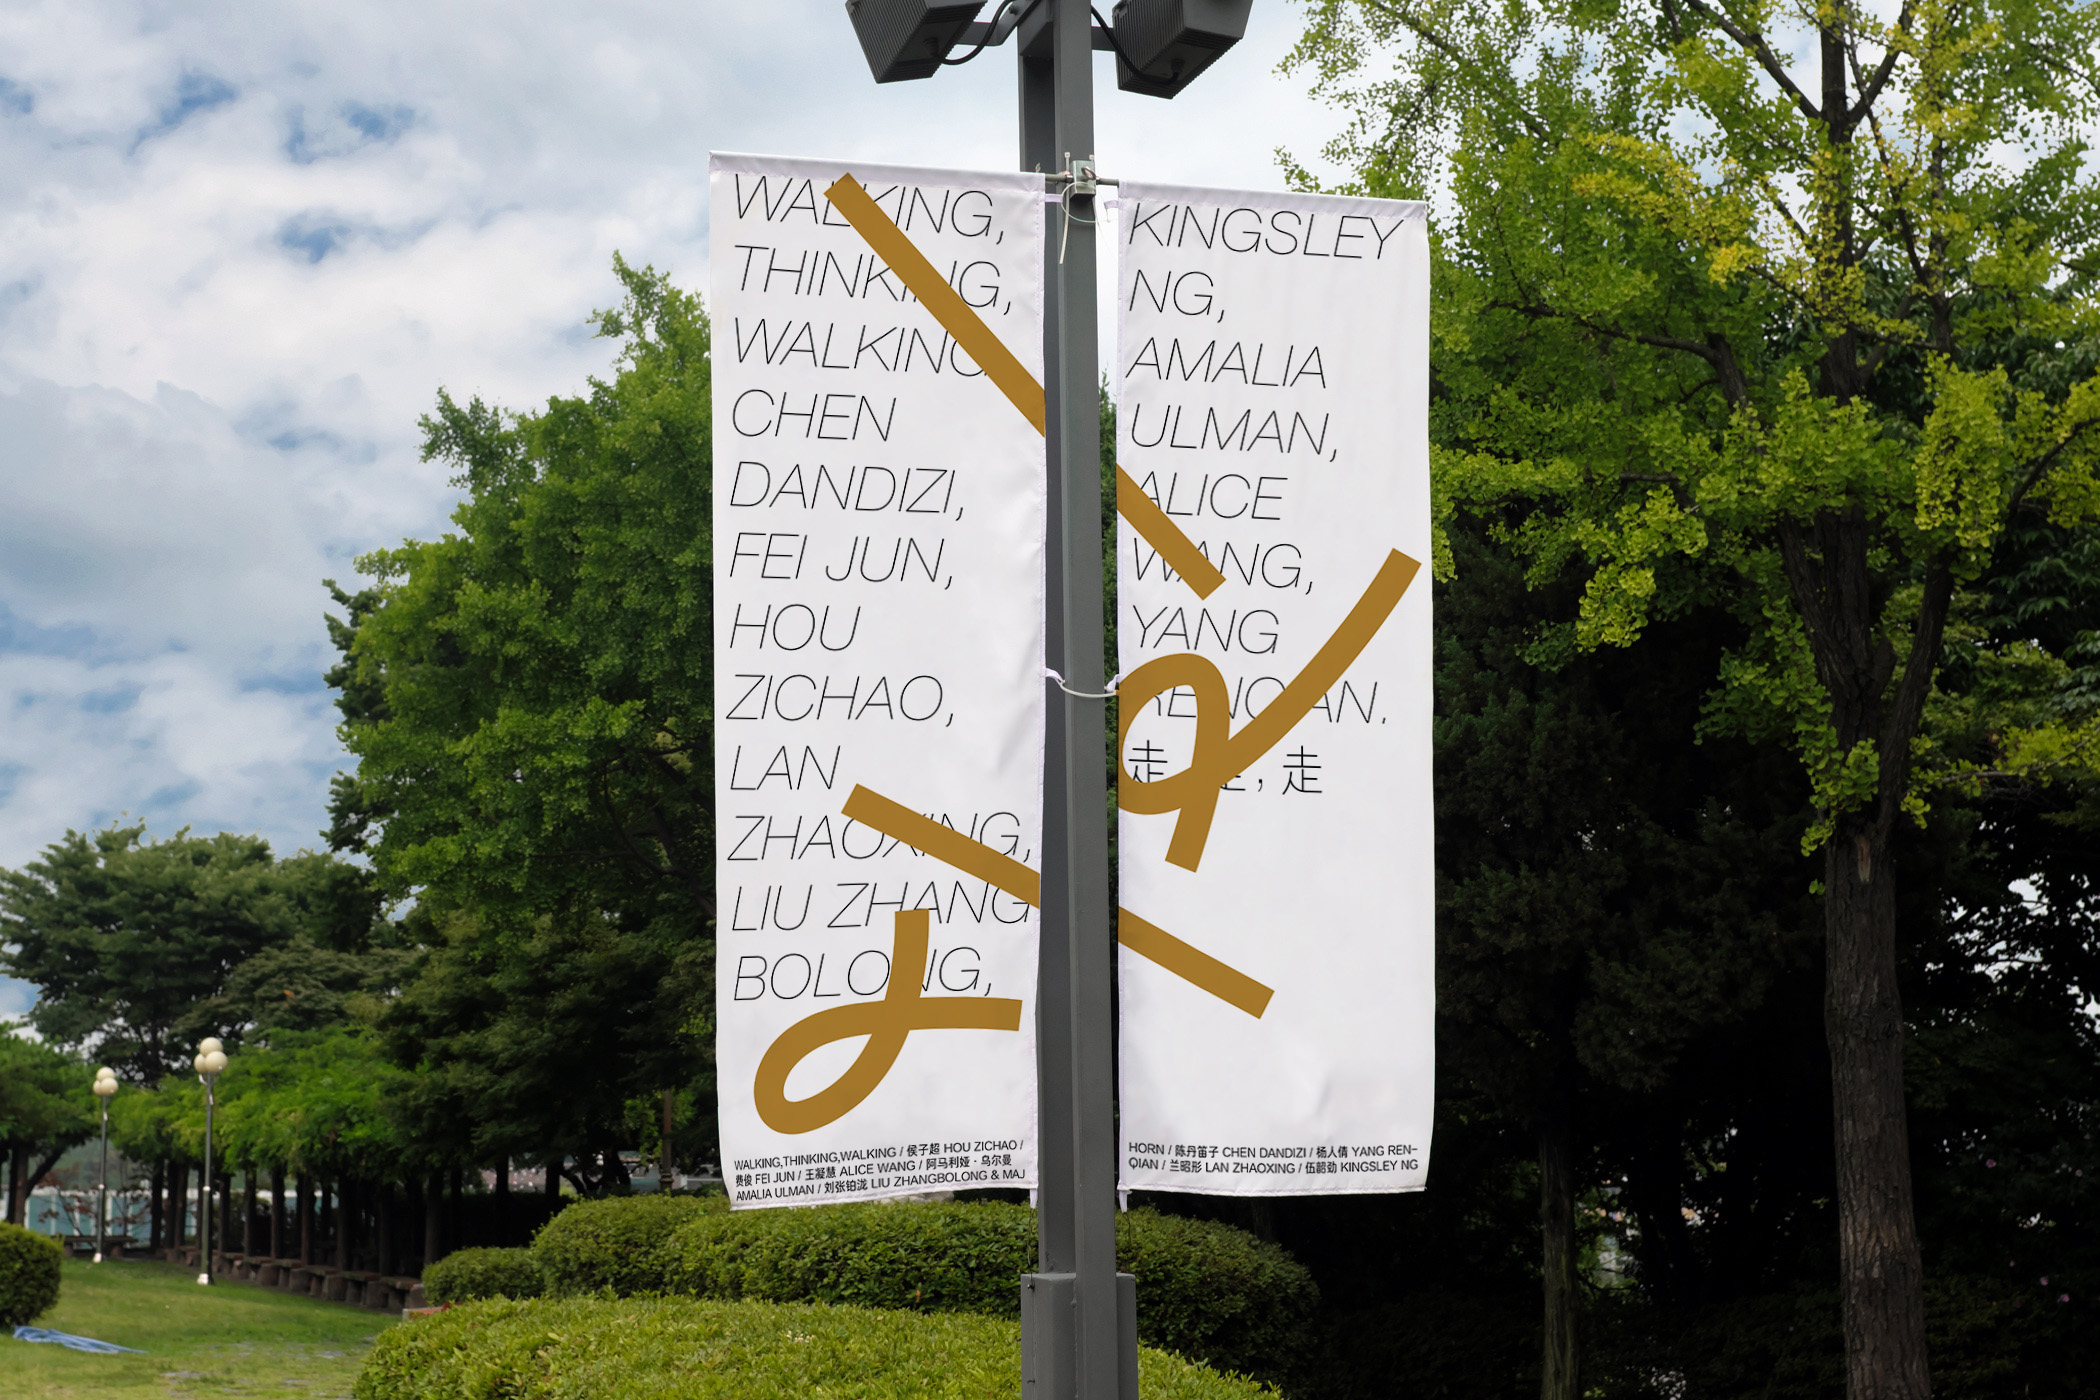 WALKING,
THINKING,
WALKING
CHEN
DANDIZI,
FEI JUN,
HOU
ZICHAO,
LAN
ZHAOXING,
LIU ZHANG
BOLONG,
WALKING,THINKING,WALKING / 侯子超 HOU ZICHAO /
费俊 FEI JUN / 王凝慧 ALICE WANG / 阿马利娅·乌尔曼
AMALIA ULMAN / 刘张铂泷 LIU ZHANGBOLONG & MAJ
KINGSLEY
NG,
AMALIA
ULMAN,
ALICE
WANG,
YANG
RENQIAN.
走 , 走
HORN / 陈丹笛子 CHEN DANDIZI / 杨人倩 YANG REN-
QIAN / 兰昭形 LAN ZHAOXING / 伍韶劲 KINGSLEY NG